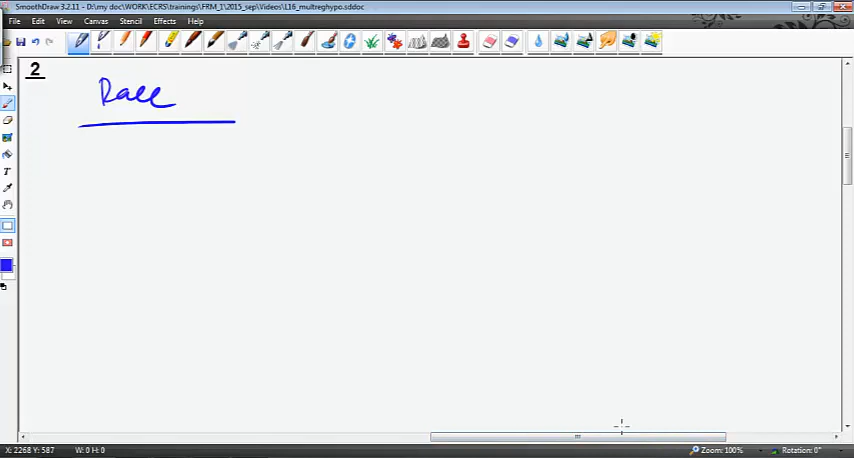 SmoothDraw 3.2.11 - D:\my doc\WORK\ECRS\trainings\FRM_1\2015_sep\Videos\L16_multreghypo.sddoc
File Edit View Canvas Stencil Effects Help
2
X: 2268 Y: 587 W: 0 H: 0 Zoom: 100% Rotation: 0°